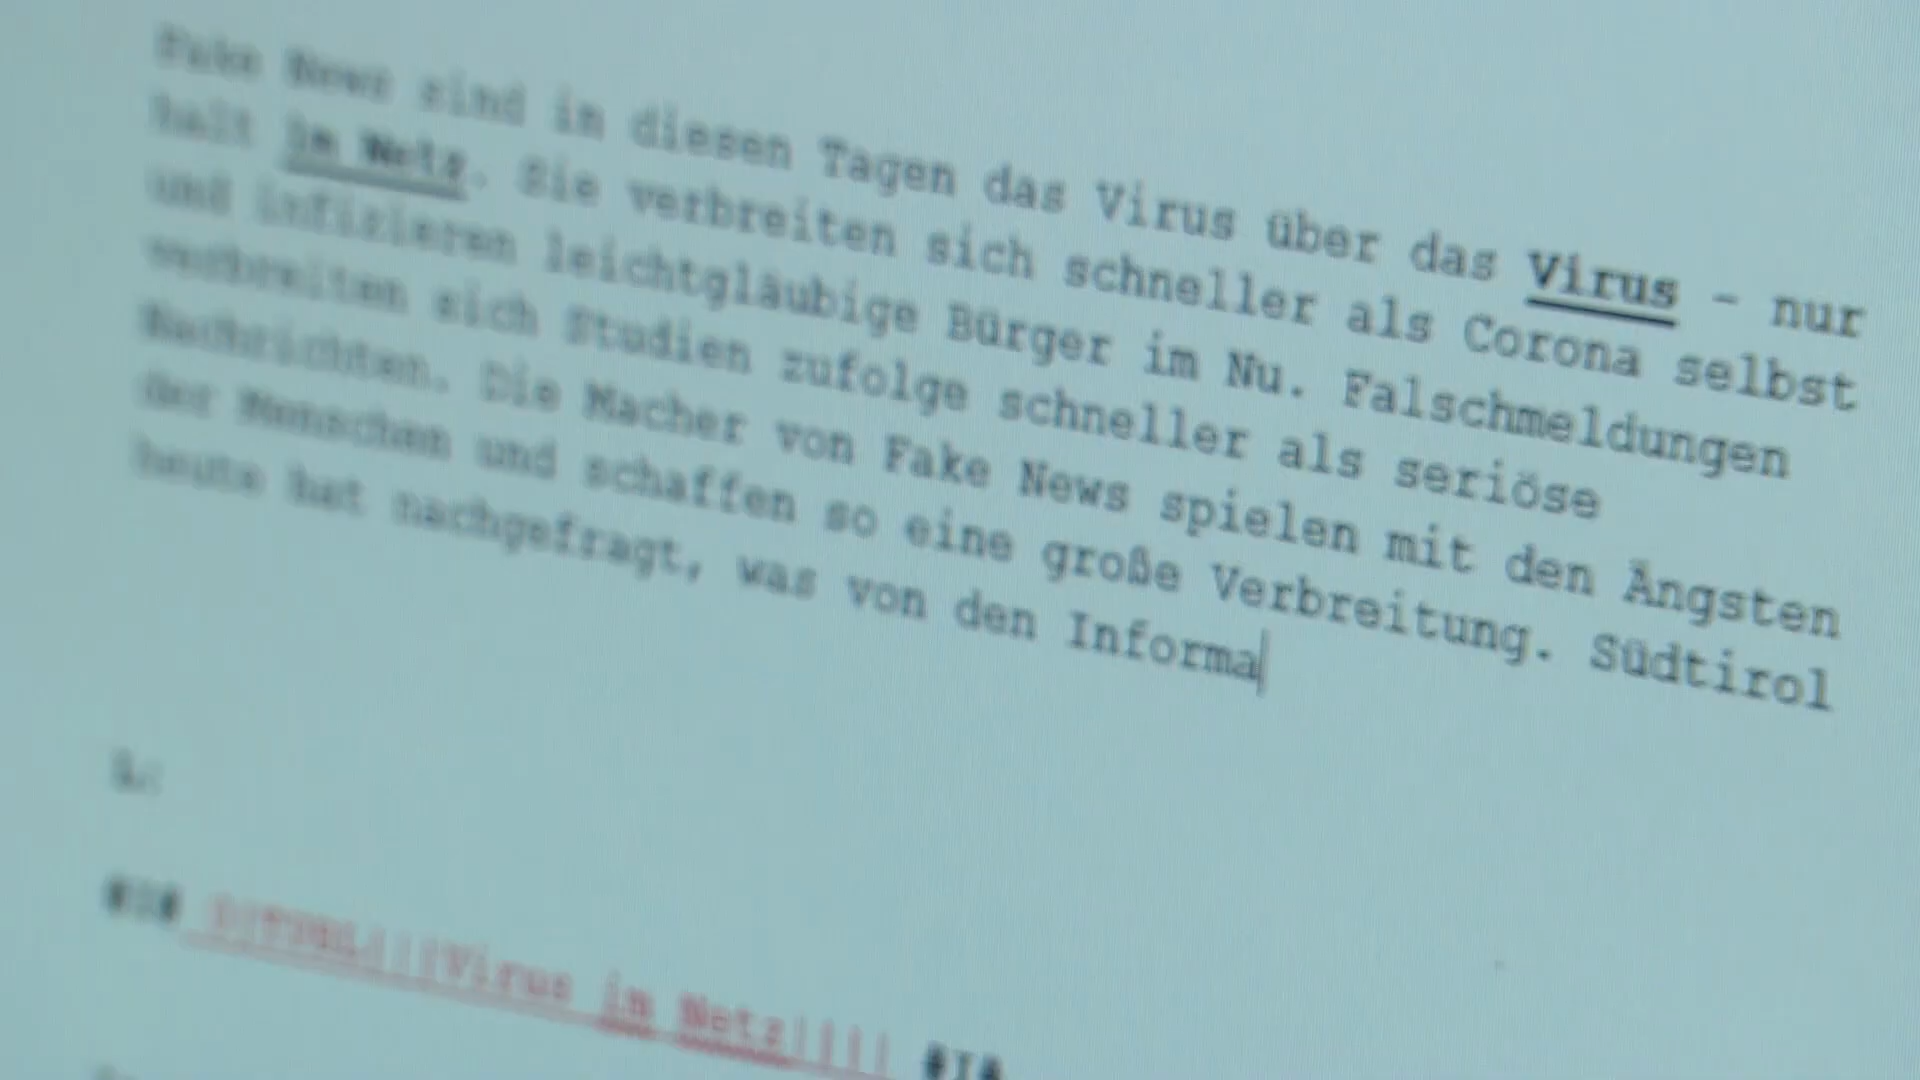 Fake News sind in diesen Tagen das Virus über das Virus - nur
halt im Netz. Sie verbreiten sich schneller als Corona selbst
und infizieren leichtgläubige Bürger im Nu. Falschmeldungen
verbreiten sich Studien zufolge schneller als seriöse
Nachrichten. Die Macher von Fake News spielen mit den Ängsten
der Menschen und schaffen so eine große Verbreitung. Südtirol
heute hat nachgefragt, was von den Informa
Virus im Netz||||